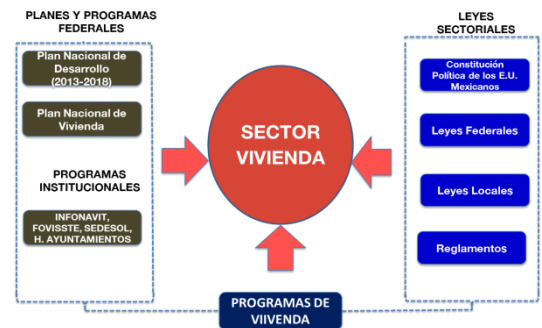 PLANES Y PROGRAMAS
FEDERALES
Plan Nacional de
Desarrollo
(2013-2018)
Plan Nacional de
Vivienda
PROGRAMAS
INSTITUCIONALES
INFONAVIT,
FOVISSTE, SEDESOL,
H. AYUNTAMIENTOS
SECTOR
VIVIENDA
LEYES
SECTORIALES
Constitución
Política de los E.U.
Mexicanos
Leyes Federales
Leyes Locales
Reglamentos
PROGRAMAS DE
VIIVENDA